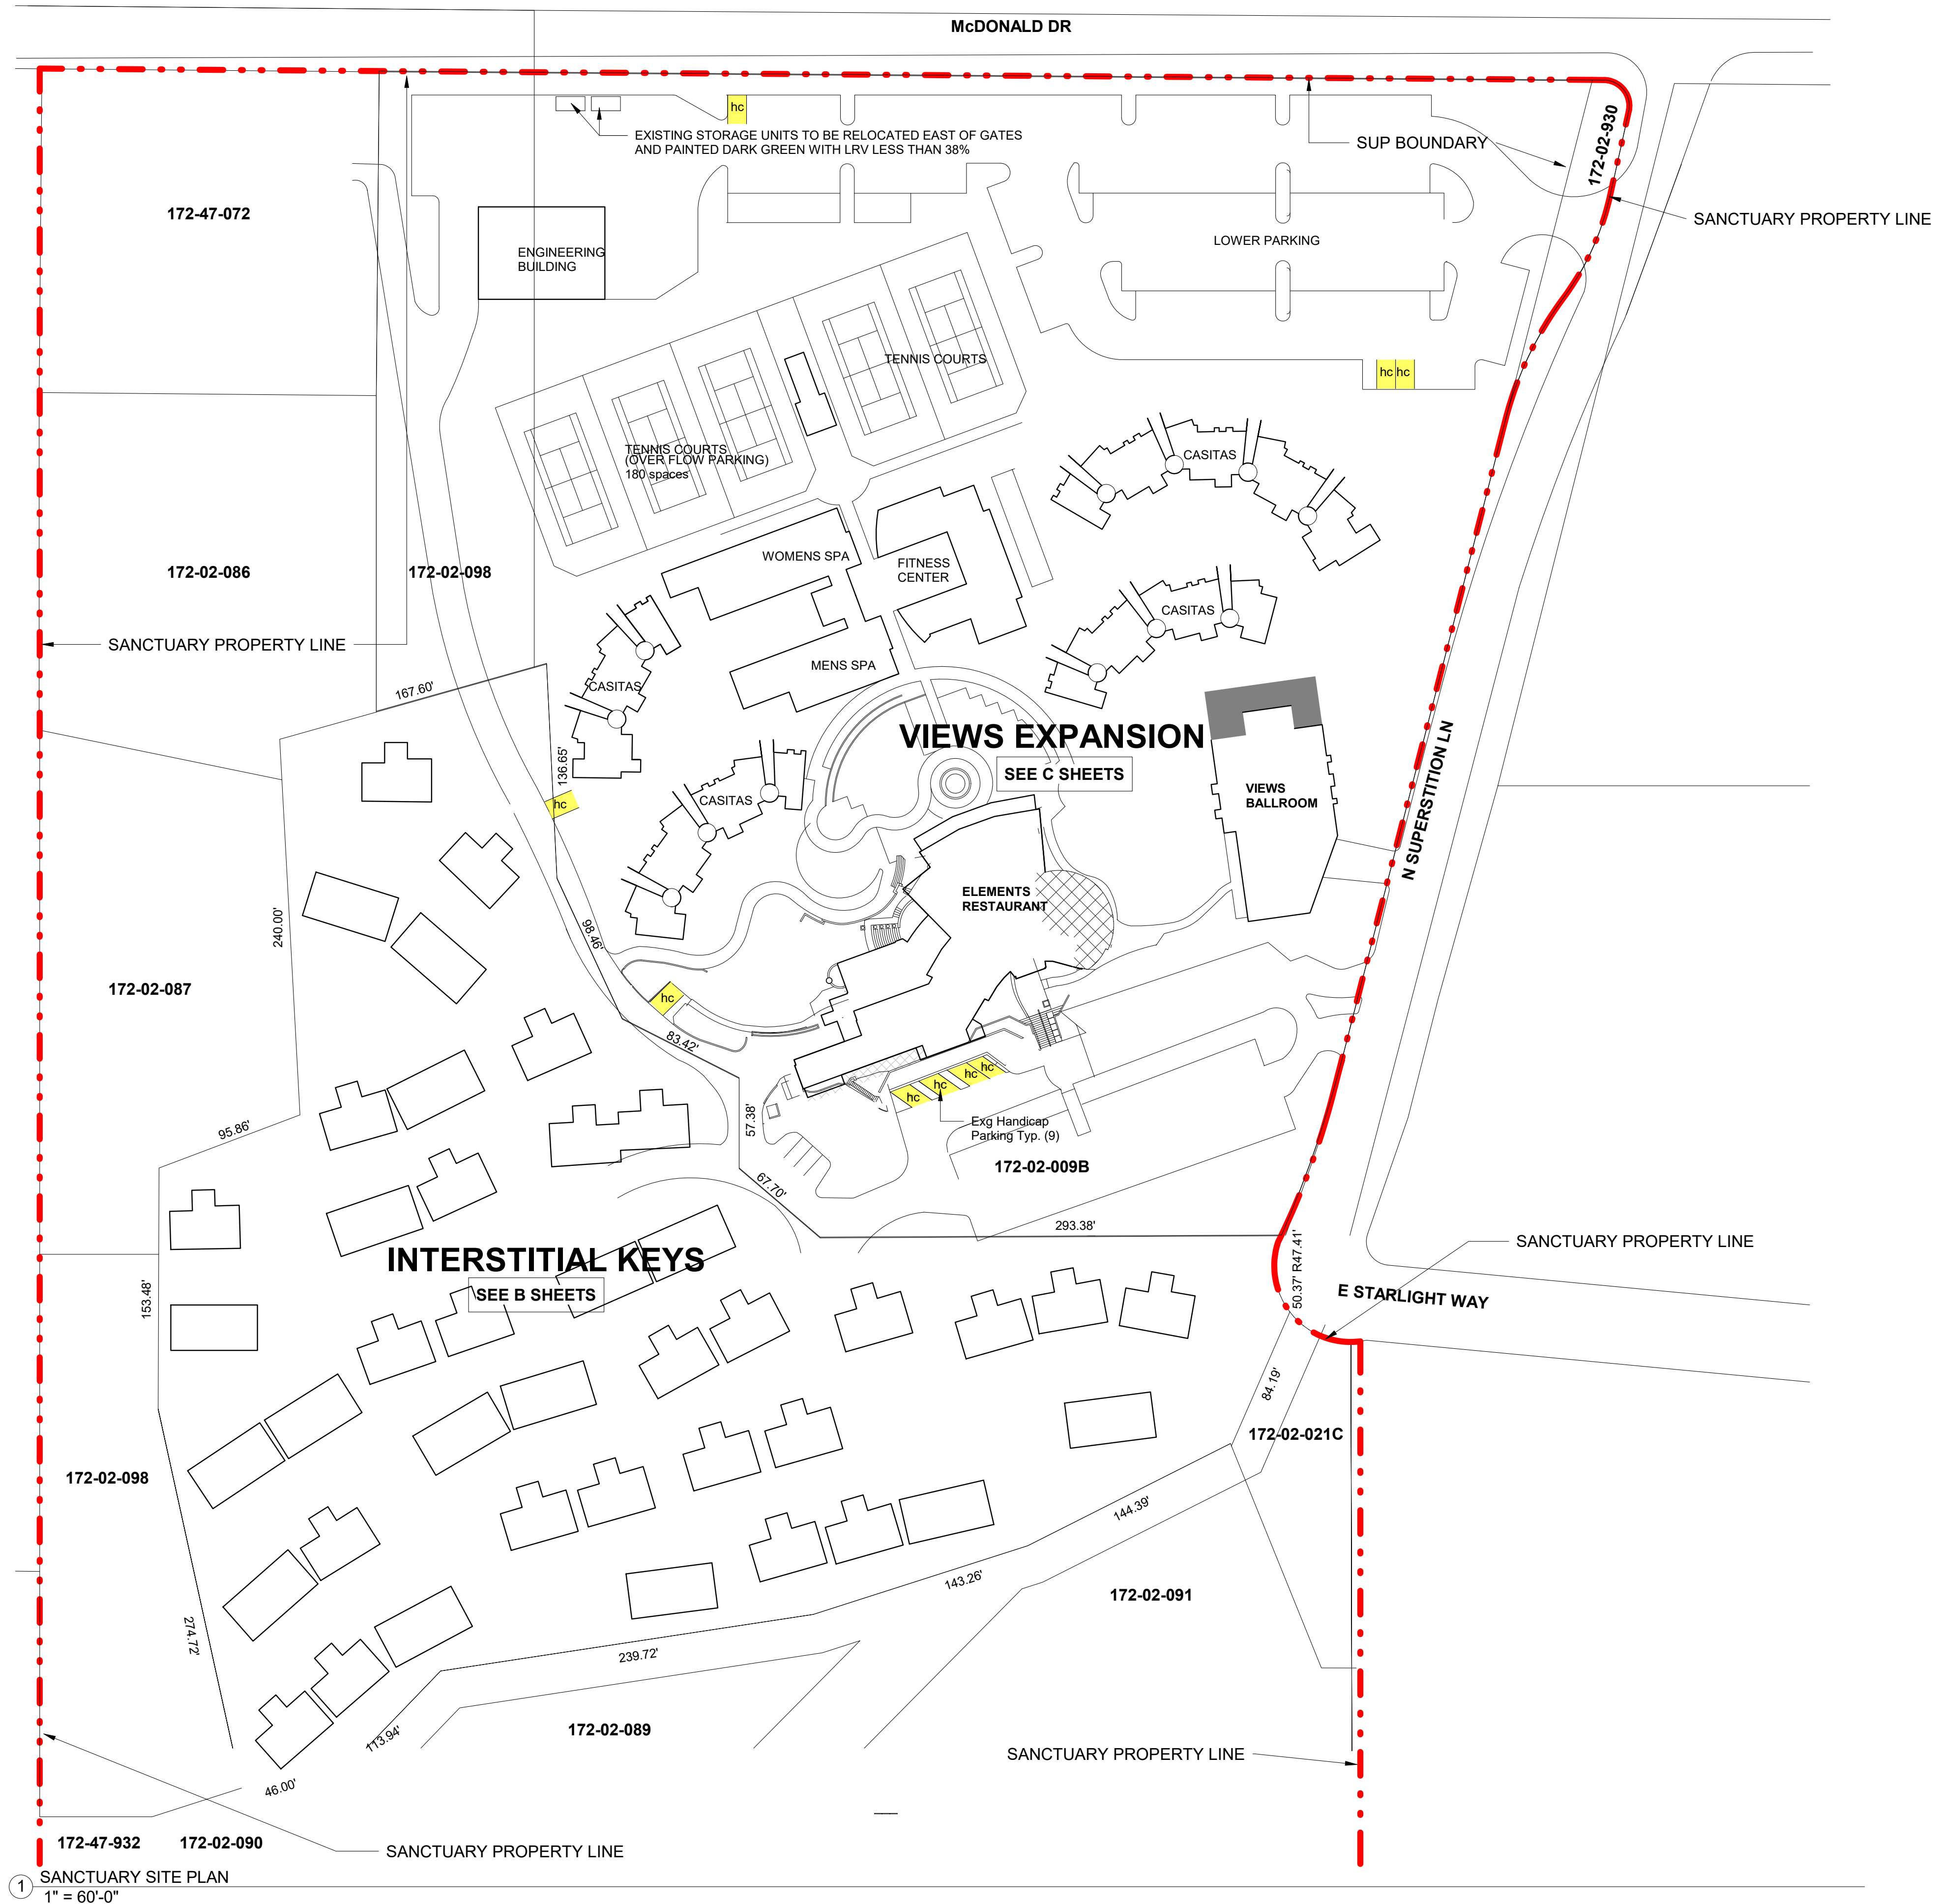 McDONALD DR
hc
EXISTING STORAGE UNITS TO BE RELOCATED EAST OF GATES
AND PAINTED DARK GREEN WITH LRV LESS THAN 38%
SUP BOUNDARY
172-02-930
172-47-072
SANCTUARY PROPERTY LINE
LOWER PARKING
ENGINEERING
BUILDING
TENNIS COURTS
hc
hc
TENNIS COURTS
(OVER FLOW PARKING)
180 spaces
CASITAS
WOMENS SPA
FITNESS
CENTER
172-02-086
172-02-098
CASITAS
SANCTUARY PROPERTY LINE
MENS SPA
CASITAS
167.60'
VIEWS EXPANSION
SEE C SHEETS
136.65'
VIEWS
BALLROOM
N SUPERSTITION LN
hc
CASITAS
ELEMENTS
RESTAURANT
240.00'
98.46'
172-02-087
hc
83.42'
hc
hc
hc
hc
Exg Handicap
Parking Typ. (9)
57.38'
95.86'
172-02-009B
67.70'
293.38'
SANCTUARY PROPERTY LINE
INTERSTITIAL KEYS
SEE B SHEETS
50.37' R47.41'
E STARLIGHT WAY
153.48'
84.19'
172-02-021C
172-02-098
144.39'
143.26'
172-02-091
274.72'
239.72'
172-02-089
113.94'
SANCTUARY PROPERTY LINE
46.00'
172-47-932
172-02-090
SANCTUARY PROPERTY LINE
1
SANCTUARY SITE PLAN
1" = 60'-0"